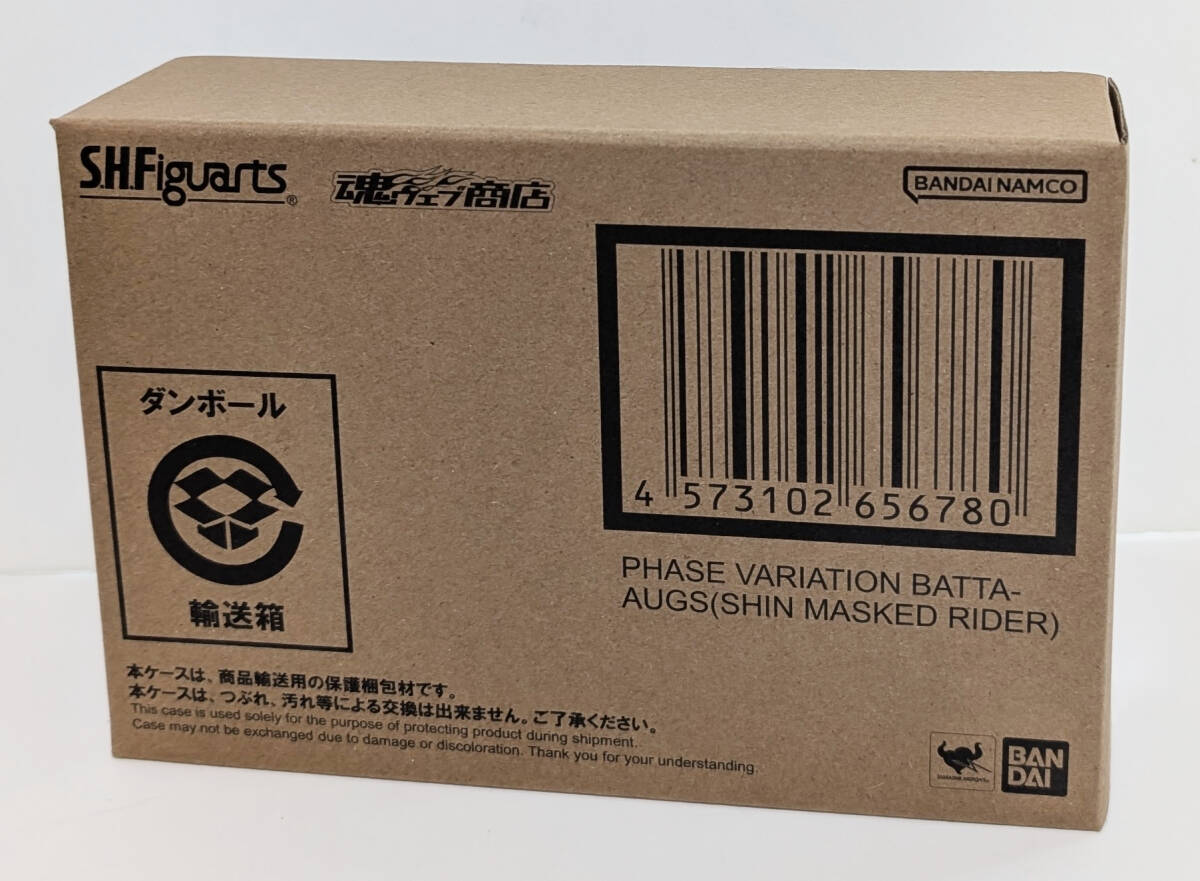 S.H.Figuarts®
魂ウェブ商店
BANDAI NAMCO
4 573102 656780
PHASE VARIATION BATTA-
AUGS(SHIN MASKED RIDER)
ダンボール
輸送箱
本ケースは、商品輸送用の保護梱包材です。
本ケースは、つぶれ、汚れ等による交換は出来ません。ご了承ください。
This case is used solely for the purpose of protecting product during shipment.
Case may not be exchanged due to damage or discoloration. Thank you for your understanding.
BAN
DAI